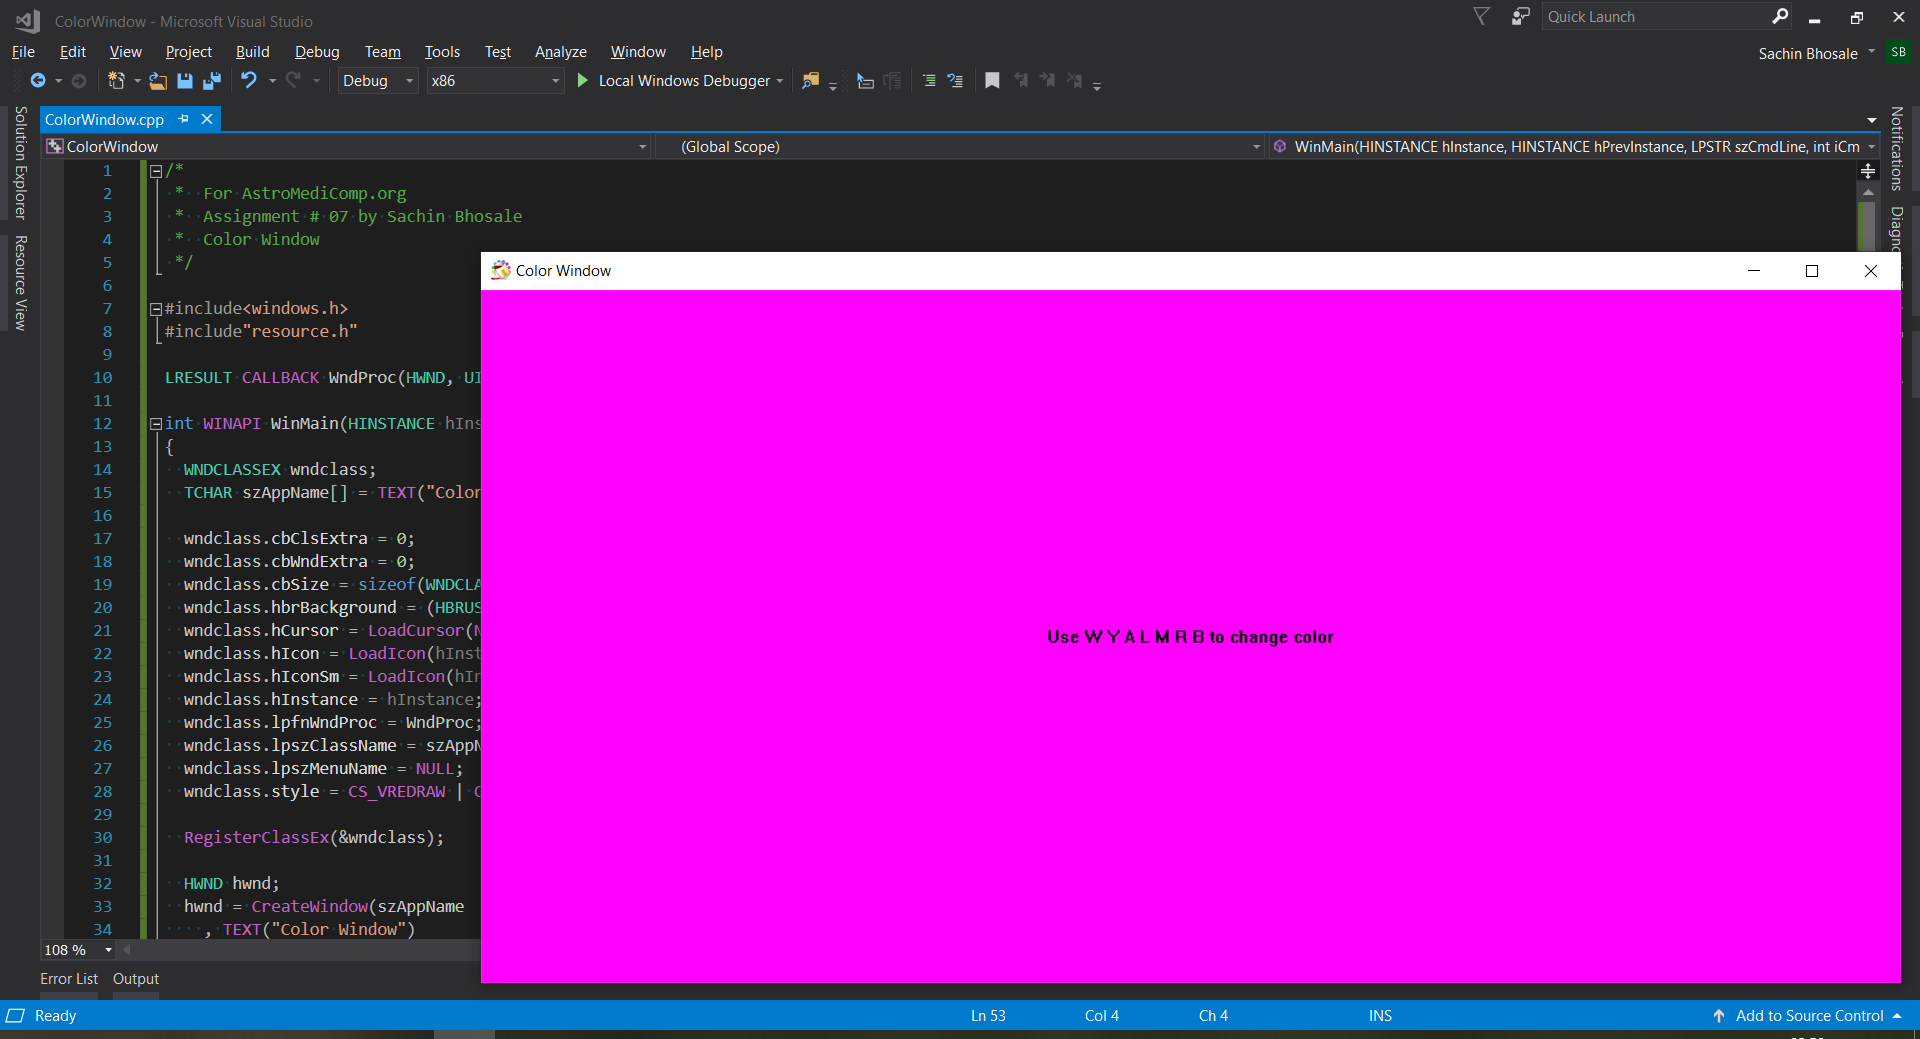 ColorWindow - Microsoft Visual Studio
Quick Launch
File Edit View Project Build Debug Team Tools Test Analyze Window Help
Sachin Bhosale SB
Debug x86 Local Windows Debugger
Solution Explorer
Resource View
ColorWindow.cpp
ColorWindow (Global Scope) WinMain(HINSTANCE hInstance, HINSTANCE hPrevInstance, LPSTR szCmdLine, int iCm
Notifications
1 /*
2 * For AstroMediComp.org
3 * Assignment # 07 by Sachin Bhosale
4 * Color Window
5 */
6
7 #include<windows.h>
8 #include"resource.h"
9
10 LRESULT CALLBACK WndProc(HWND, UI
11
12 int WINAPI WinMain(HINSTANCE hIns
13 {
14 WNDCLASSEX wndclass;
15 TCHAR szAppName[] = TEXT("Color
16
17 wndclass.cbClsExtra = 0;
18 wndclass.cbWndExtra = 0;
19 wndclass.cbSize = sizeof(WNDCLA
20 wndclass.hbrBackground = (HBRUS
21 wndclass.hCursor = LoadCursor(N
22 wndclass.hIcon = LoadIcon(hInst
23 wndclass.hIconSm = LoadIcon(hIn
24 wndclass.hInstance = hInstance;
25 wndclass.lpfnWndProc = WndProc;
26 wndclass.lpszClassName = szAppN
27 wndclass.lpszMenuName = NULL;
28 wndclass.style = CS_VREDRAW | C
29
30 RegisterClassEx(&wndclass);
31
32 HWND hwnd;
33 hwnd = CreateWindow(szAppName
34 , TEXT("Color Window")
Color Window
Use W Y A L M R B to change color
108 %
Error List Output
Ready Ln 53 Col 4 Ch 4 INS Add to Source Control